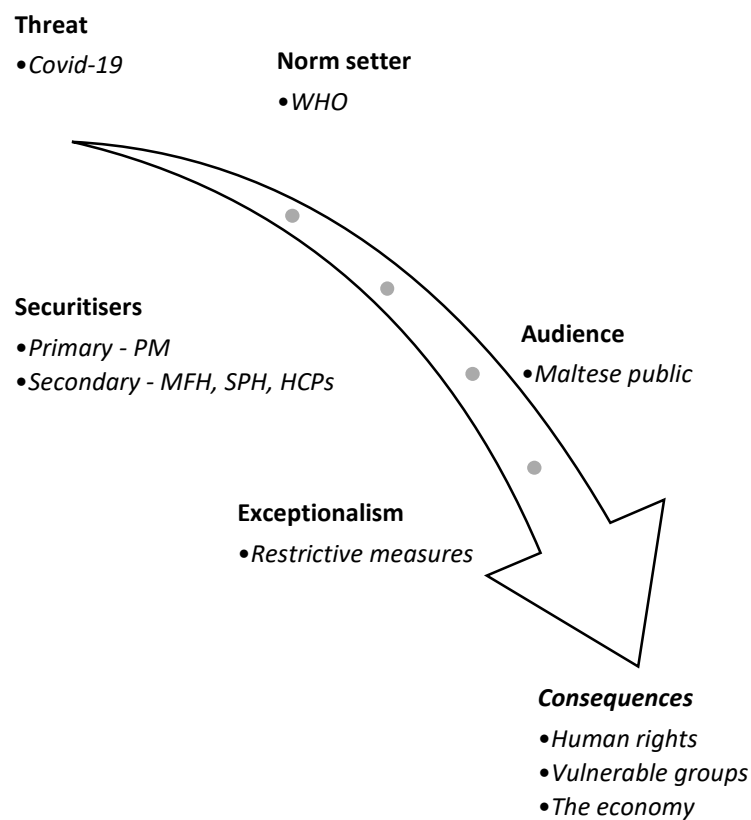 Threat
•Covid-19
Norm setter
•WHO
Securitisers
•Primary - PM
•Secondary - MFH, SPH, HCPs
Audience
•Maltese public
Exceptionalism
•Restrictive measures
Consequences
•Human rights
•Vulnerable groups
•The economy